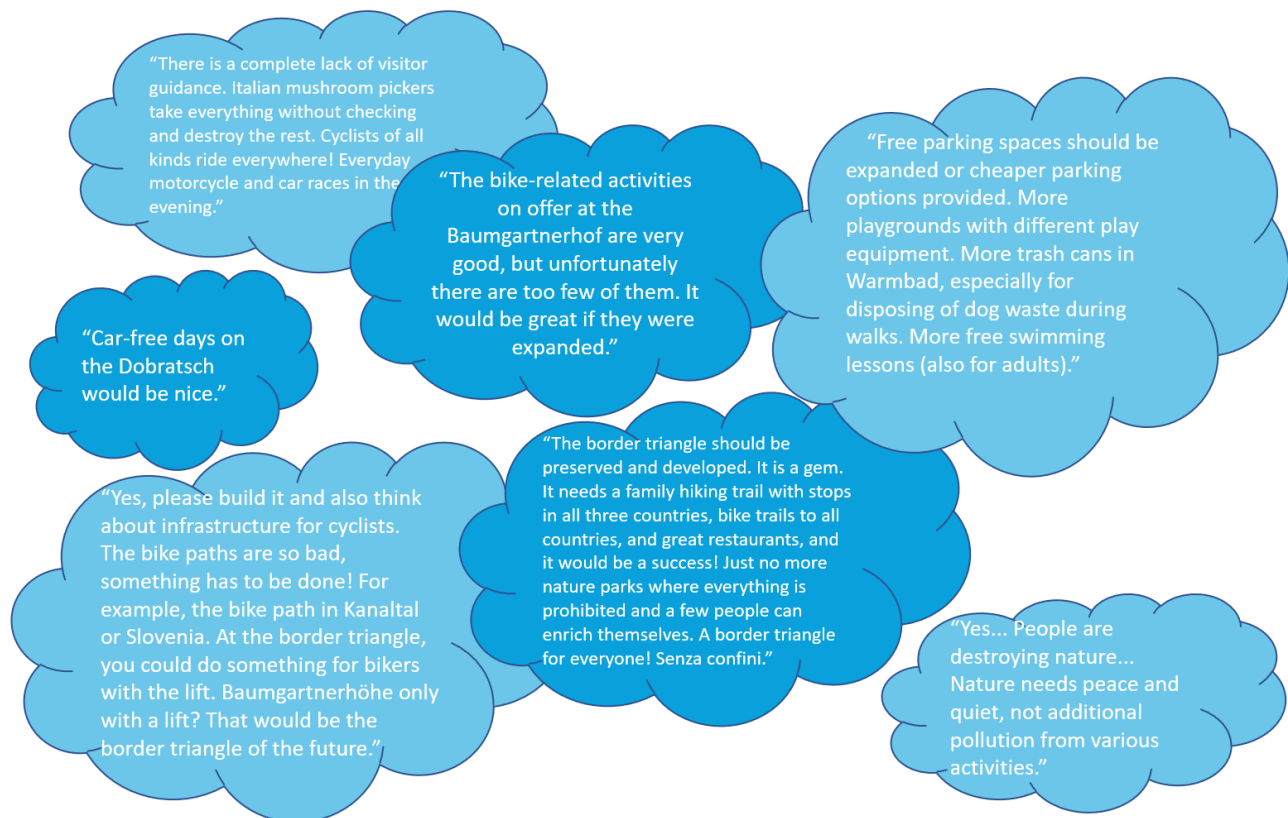 “There is a complete lack of visitor
guidance. Italian mushroom pickers
take everything without checking
and destroy the rest. Cyclists of all
kinds ride everywhere! Everyday
motorcycle and car races in the
evening.”
“The bike-related activities
on offer at the
Baumgartnerhof are very
good, but unfortunately
there are too few of them. It
would be great if they were
expanded.”
“Free parking spaces should be
expanded or cheaper parking
options provided. More
playgrounds with different play
equipment. More trash cans in
Warmbad, especially for
disposing of dog waste during
walks. More free swimming
lessons (also for adults).”
“Car-free days on
the Dobratsch
would be nice.”
“The border triangle should be
preserved and developed. It is a gem.
It needs a family hiking trail with stops
in all three countries, bike trails to all
countries, and great restaurants, and
it would be a success! Just no more
nature parks where everything is
prohibited and a few people can
enrich themselves. A border triangle
for everyone! Senza confini.”
“Yes, please build it and also think
about infrastructure for cyclists.
The bike paths are so bad,
something has to be done! For
example, the bike path in Kanaltal
or Slovenia. At the border triangle,
you could do something for bikers
with the lift. Baumgartnerhöhe only
with a lift? That would be the
border triangle of the future.”
“Yes... People are
destroying nature...
Nature needs peace and
quiet, not additional
pollution from various
activities.”